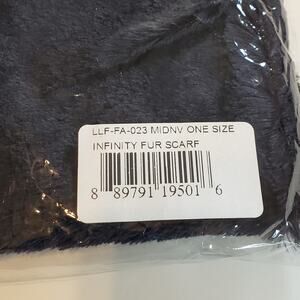 LLF-FA-023 MIDNV ONE SIZE
INFINITY FUR SCARF
8 89791 19501 6